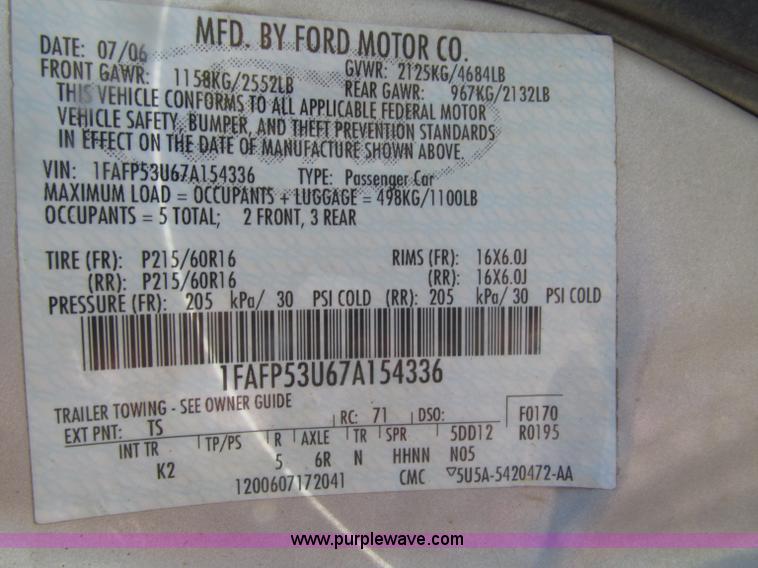 MFD. BY FORD MOTOR CO.
DATE: 07/06 GVWR: 2125KG/4684LB
FRONT GAWR: 1158KG/2552LB REAR GAWR: 967KG/2132LB
THIS VEHICLE CONFORMS TO ALL APPLICABLE FEDERAL MOTOR
VEHICLE SAFETY, BUMPER, AND THEFT PREVENTION STANDARDS
IN EFFECT ON THE DATE OF MANUFACTURE SHOWN ABOVE.
VIN: 1FAFP53U67A154336 TYPE: Passenger Car
MAXIMUM LOAD = OCCUPANTS + LUGGAGE = 498KG/1100LB
OCCUPANTS = 5 TOTAL; 2 FRONT, 3 REAR
TIRE (FR): P215/60R16 RIMS (FR): 16X6.0J
(RR): P215/60R16 (RR): 16X6.0J
PRESSURE (FR): 205 kPa/ 30 PSI COLD (RR): 205 kPa/ 30 PSI COLD
1FAFP53U67A154336
TRAILER TOWING - SEE OWNER GUIDE
EXT PNT: TS RC: 71 DSO: F0170
INT TR TP/PS R AXLE TR SPR 5DD12 R0195
K2 5 6R N HHNN N05
1200607172041 CMC ▽5U5A-5420472-AA
www.purplewave.com